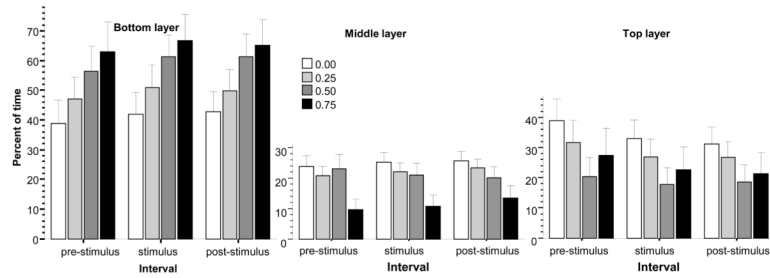 Bottom layer
Percent of time
70
60
50
40
30
20
10
0
pre-stimulus stimulus post-stimulus
Interval
Middle layer
0.00
0.25
0.50
0.75
30
20
10
0
pre-stimulus stimulus post-stimulus
Interval
Top layer
40
30
20
10
0
pre-stimulus stimulus post-stimulus
Interval